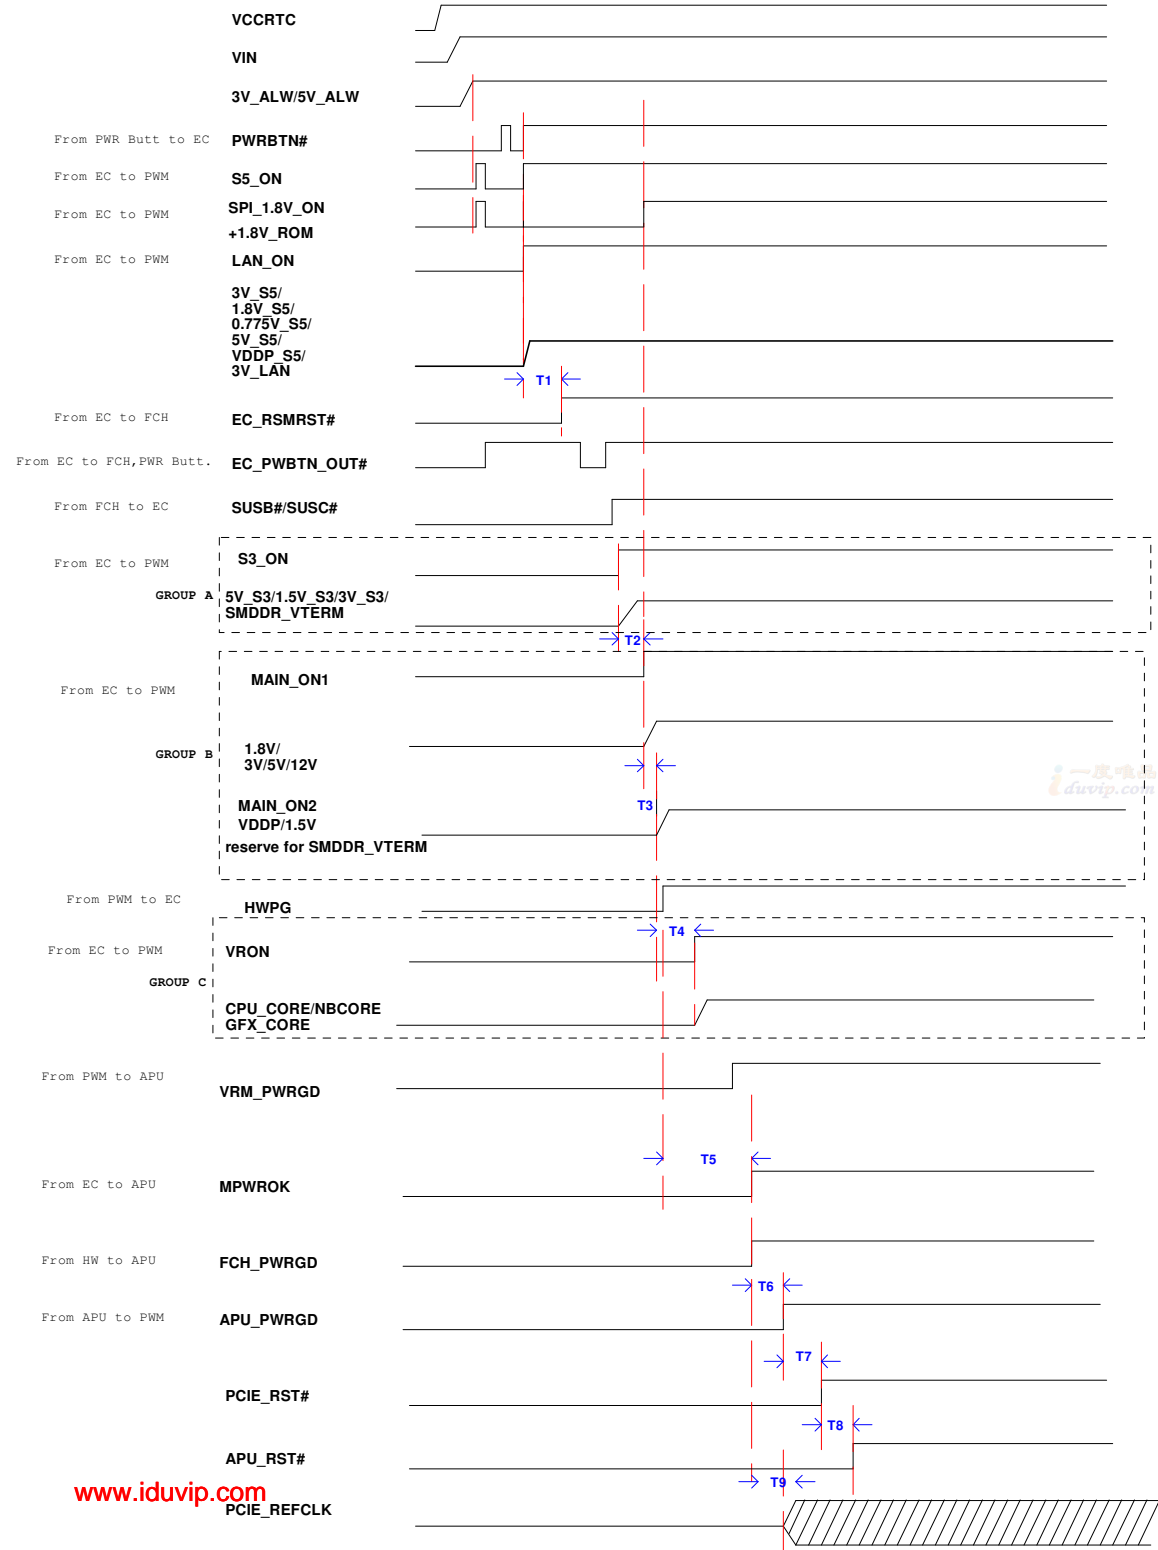 VCCRTC
VIN
3V_ALW/5V_ALW
From PWR Butt to EC PWRBTN#
From EC to PWM S5_ON
From EC to PWM SPI_1.8V_ON
+1.8V_ROM
From EC to PWM LAN_ON
3V_S5/
1.8V_S5/
0.775V_S5/
5V_S5/
VDDP_S5/
3V_LAN
T1
From EC to FCH EC_RSMRST#
From EC to FCH,PWR Butt. EC_PWBTN_OUT#
From FCH to EC SUSB#/SUSC#
From EC to PWM S3_ON
GROUP A 5V_S3/1.5V_S3/3V_S3/
SMDDR_VTERM
T2
From EC to PWM MAIN_ON1
GROUP B 1.8V/
3V/5V/12V
一度唯品
duvip.com
MAIN_ON2 T3
VDDP/1.5V
reserve for SMDDR_VTERM
From PWM to EC HWPG
T4
From EC to PWM VRON
GROUP C
CPU_CORE/NBCORE
GFX_CORE
From PWM to APU VRM_PWRGD
T5
From EC to APU MPWROK
From HW to APU FCH_PWRGD
T6
From APU to PWM APU_PWRGD
T7
PCIE_RST#
T8
APU_RST#
T9
www.iduvip.com
PCIE_REFCLK